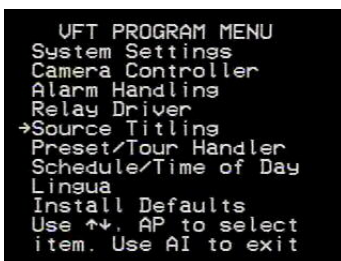 VFT PROGRAM MENU
System Settings
Camera Controller
Alarm Handling
Relay Driver
→Source Titling
Preset/Tour Handler
Schedule/Time of Day
Lingua
Install Defaults
Use ↑↓, AP to select
item. Use AI to exit